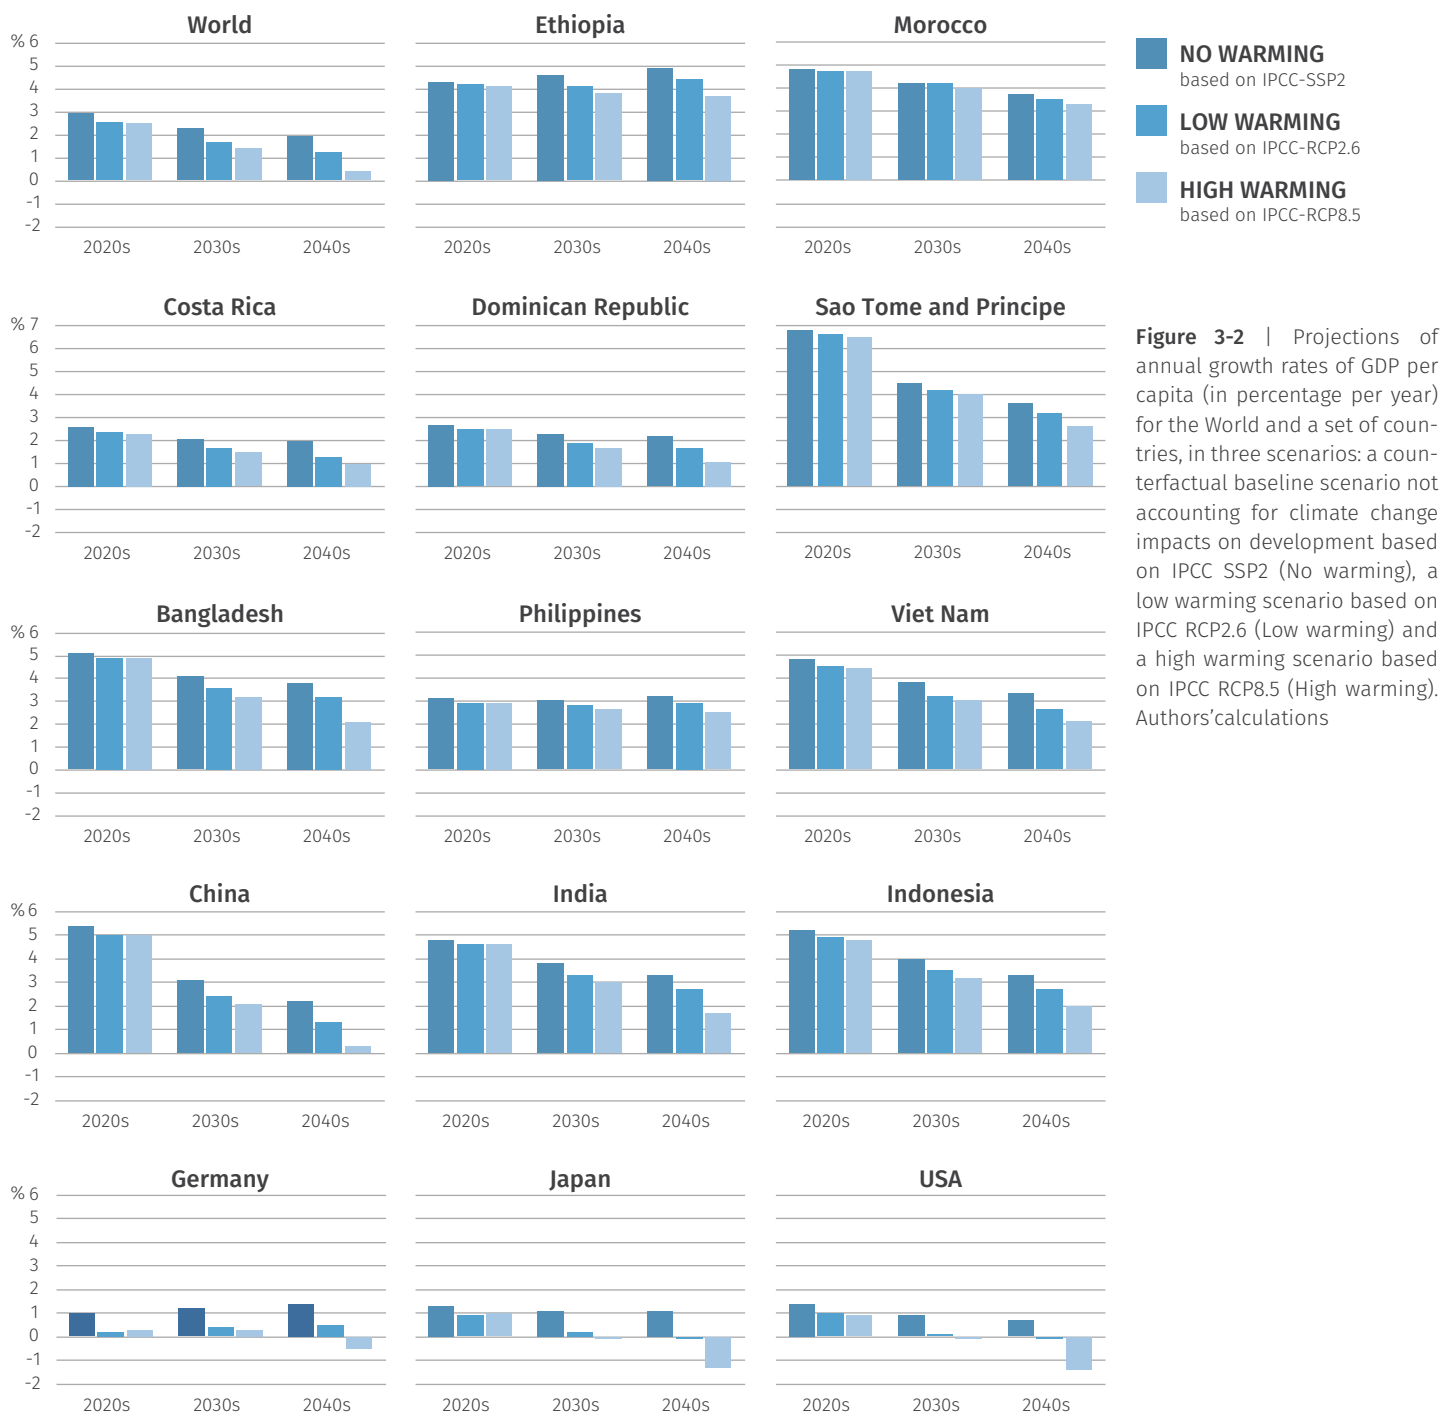 World
Ethiopia
Morocco
% 6
5
4
3
2
1
0
-1
-2
2020s 2030s 2040s
2020s 2030s 2040s
2020s 2030s 2040s
NO WARMING
based on IPCC-SSP2
LOW WARMING
based on IPCC-RCP2.6
HIGH WARMING
based on IPCC-RCP8.5
Costa Rica
Dominican Republic
Sao Tome and Principe
% 7
6
5
4
3
2
1
0
-1
-2
2020s 2030s 2040s
2020s 2030s 2040s
2020s 2030s 2040s
Figure 3-2 | Projections of
annual growth rates of GDP per
capita (in percentage per year)
for the World and a set of coun-
tries, in three scenarios: a coun-
terfactual baseline scenario not
accounting for climate change
impacts on development based
on IPCC SSP2 (No warming), a
low warming scenario based on
IPCC RCP2.6 (Low warming) and
a high warming scenario based
on IPCC RCP8.5 (High warming).
Authors'calculations
Bangladesh
Philippines
Viet Nam
% 6
5
4
3
2
1
0
-1
-2
2020s 2030s 2040s
2020s 2030s 2040s
2020s 2030s 2040s
China
India
Indonesia
% 6
5
4
3
2
1
0
-1
-2
2020s 2030s 2040s
2020s 2030s 2040s
2020s 2030s 2040s
Germany
Japan
USA
% 6
5
4
3
2
1
0
-1
-2
2020s 2030s 2040s
2020s 2030s 2040s
2020s 2030s 2040s